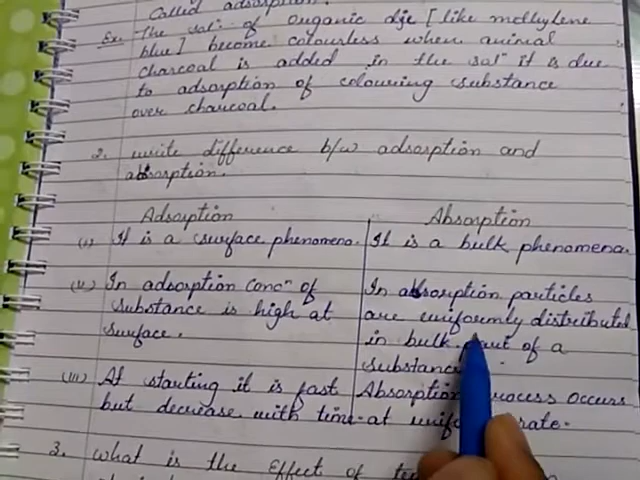 Called adsorption.
Ex. The solⁿ of organic dye [like methylene
blue] become colourless when animal
charcoal is added in the solⁿ it is due
to adsorption of colouring substance
over charcoal.
2. write difference b/w adsorption and
absorption.
Adsorption Absorption
(i) It is a surface phenomena. It is a bulk phenomena.
(ii) In adsorption concⁿ of In absorption particles
substance is high at are uniformly distributed
surface. in bulk part of a
substance.
(iii) At starting it is fast Absorption process occurs
but decrease with time. at rate.
3. what is the Effect of